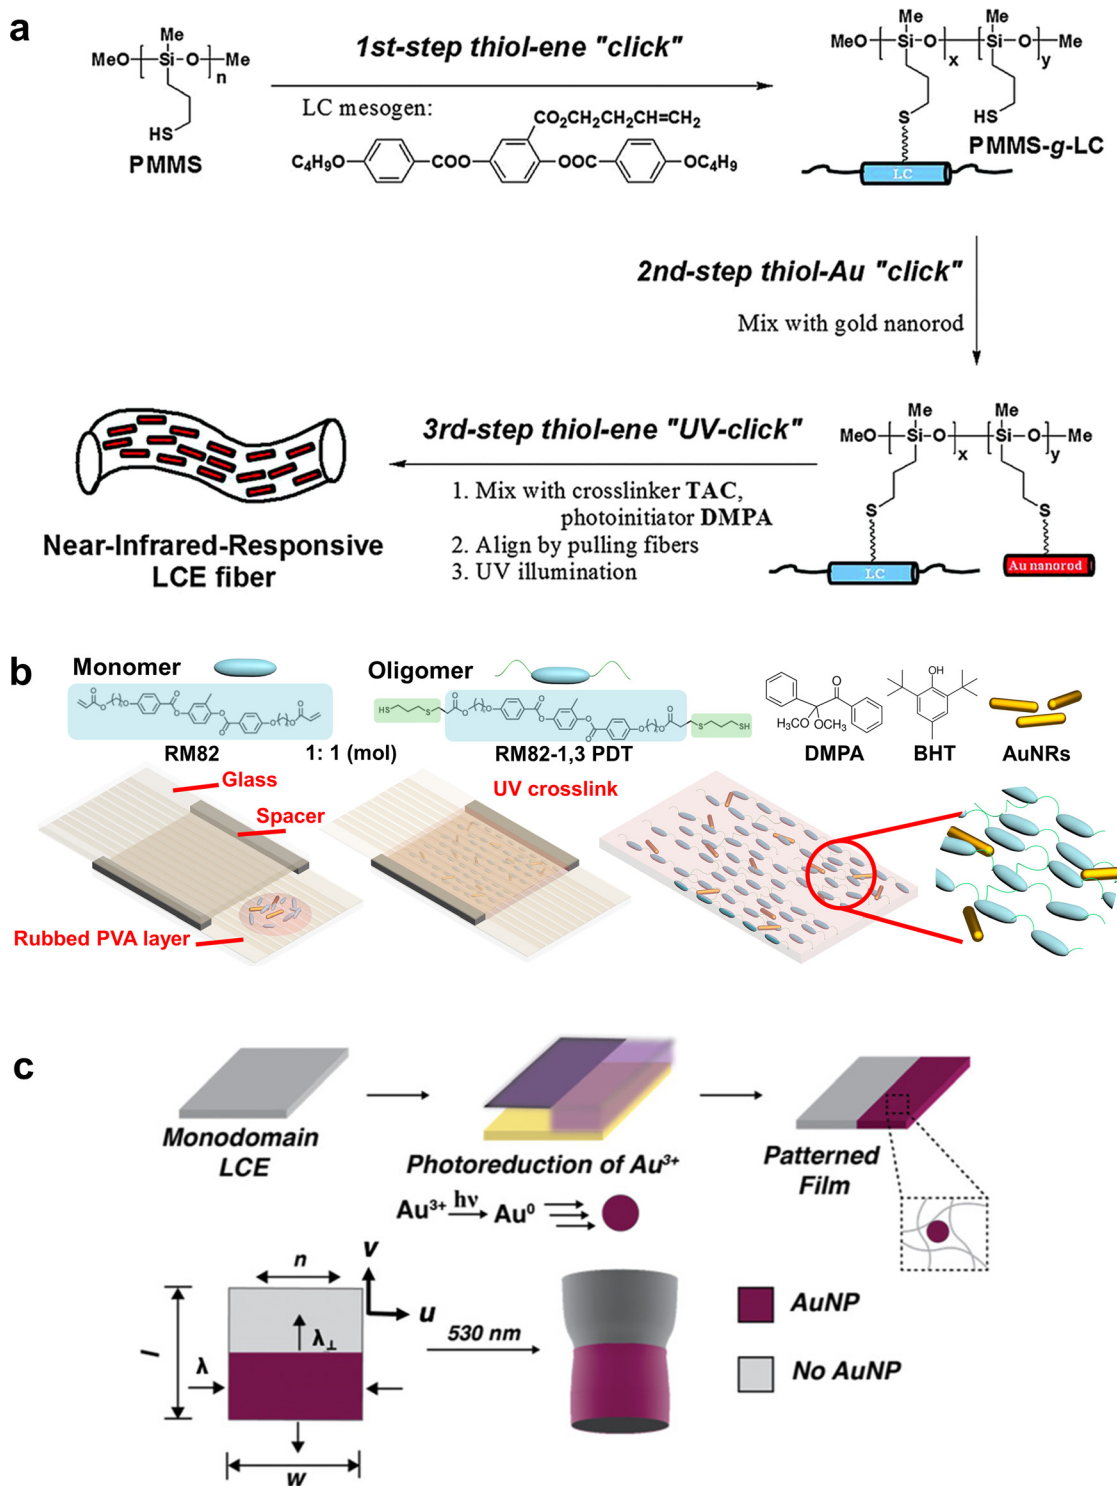 a
Me
MeO
Si
O
Me
n
HS
PMMS
1st-step thiol-ene "click"
LC mesogen:
CO₂CH₂CH₂CH=CH₂
C₄H₉O
COO
OOC
OC₄H₉
Me
Me
MeO
Si
O
Si
O
Me
x
y
S
HS
PMMS-g-LC
LC
2nd-step thiol-Au "click"
Mix with gold nanorod
Me
Me
MeO
Si
O
Si
O
Me
x
y
S
S
LC
Au nanorod
3rd-step thiol-ene "UV-click"
1. Mix with crosslinker TAC,
photoinitiator DMPA
2. Align by pulling fibers
3. UV illumination
Near-Infrared-Responsive
LCE fiber
b
Monomer
Oligomer
RM82
1: 1 (mol)
RM82-1,3 PDT
HS
S
S
SH
O
OCH₃
H₃CO
DMPA
OH
BHT
AuNRs
Glass
Spacer
Rubbed PVA layer
UV crosslink
c
Monodomain
LCE
Photoreduction of Au³⁺
Au³⁺
hν
Au⁰
Patterned
Film
n
v
u
λ⊥
λ
l
w
530 nm
AuNP
No AuNP